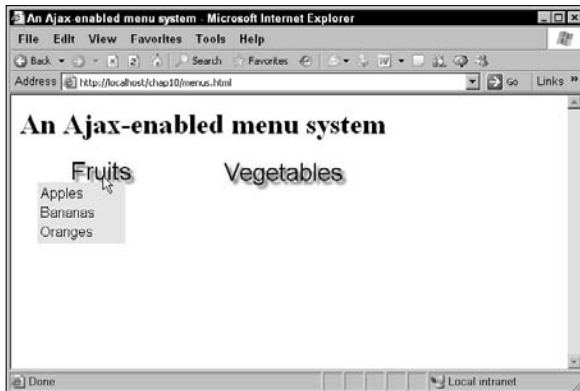 An Ajax-enabled menu system - Microsoft Internet Explorer
File Edit View Favorites Tools Help
Back Search Favorites
Address http://localhost/chap10/menus.html Go Links »
An Ajax-enabled menu system
Fruits Vegetables
Apples
Bananas
Oranges
Done Local intranet